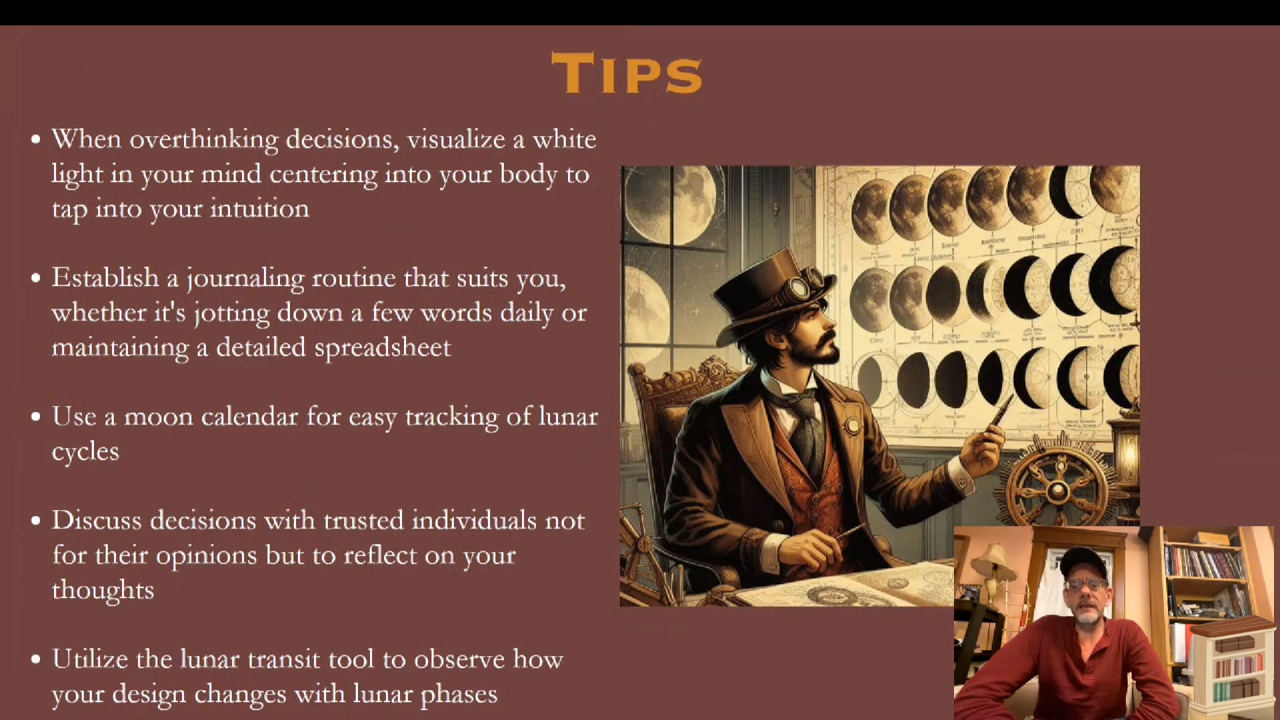 TIPS
• When overthinking decisions, visualize a white
light in your mind centering into your body to
tap into your intuition
• Establish a journaling routine that suits you,
whether it's jotting down a few words daily or
maintaining a detailed spreadsheet
• Use a moon calendar for easy tracking of lunar
cycles
• Discuss decisions with trusted individuals not
for their opinions but to reflect on your
thoughts
• Utilize the lunar transit tool to observe how
your design changes with lunar phases